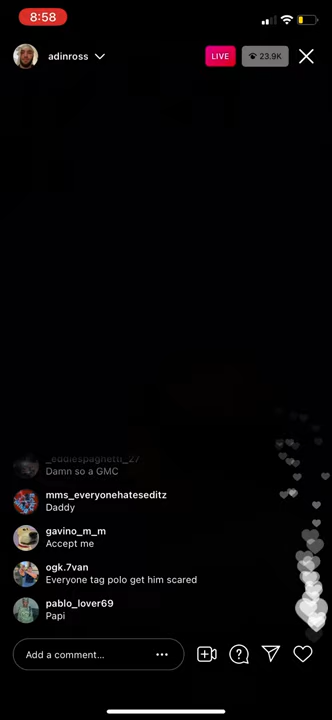 8:58
adinross
LIVE
23.9K
_eddiespaghetti_27
Damn so a GMC
mms_everyonehateseditz
Daddy
gavino_m_m
Accept me
ogk.7van
Everyone tag polo get him scared
pablo_lover69
Papi
Add a comment...